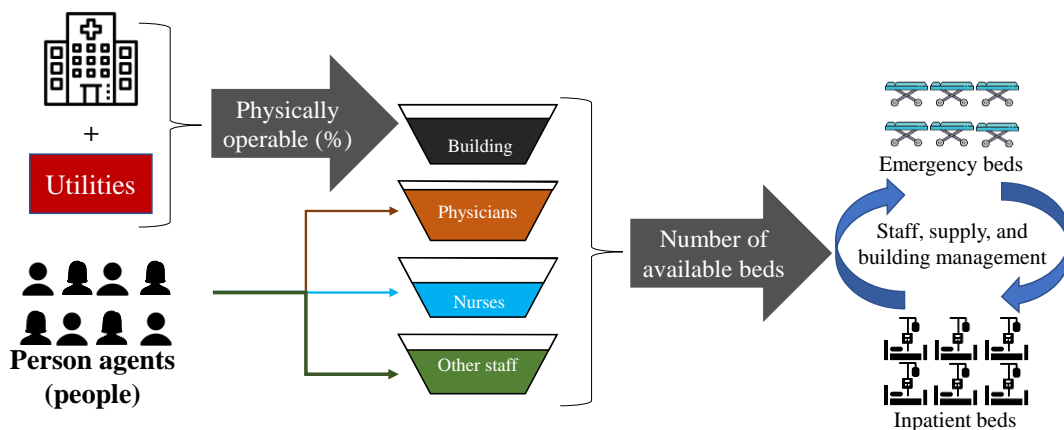 +
Utilities
Person agents
(people)
Physically
operable (%)
Building
Physicians
Nurses
Other staff
Number of
available beds
Emergency beds
Staff, supply, and
building management
Inpatient beds